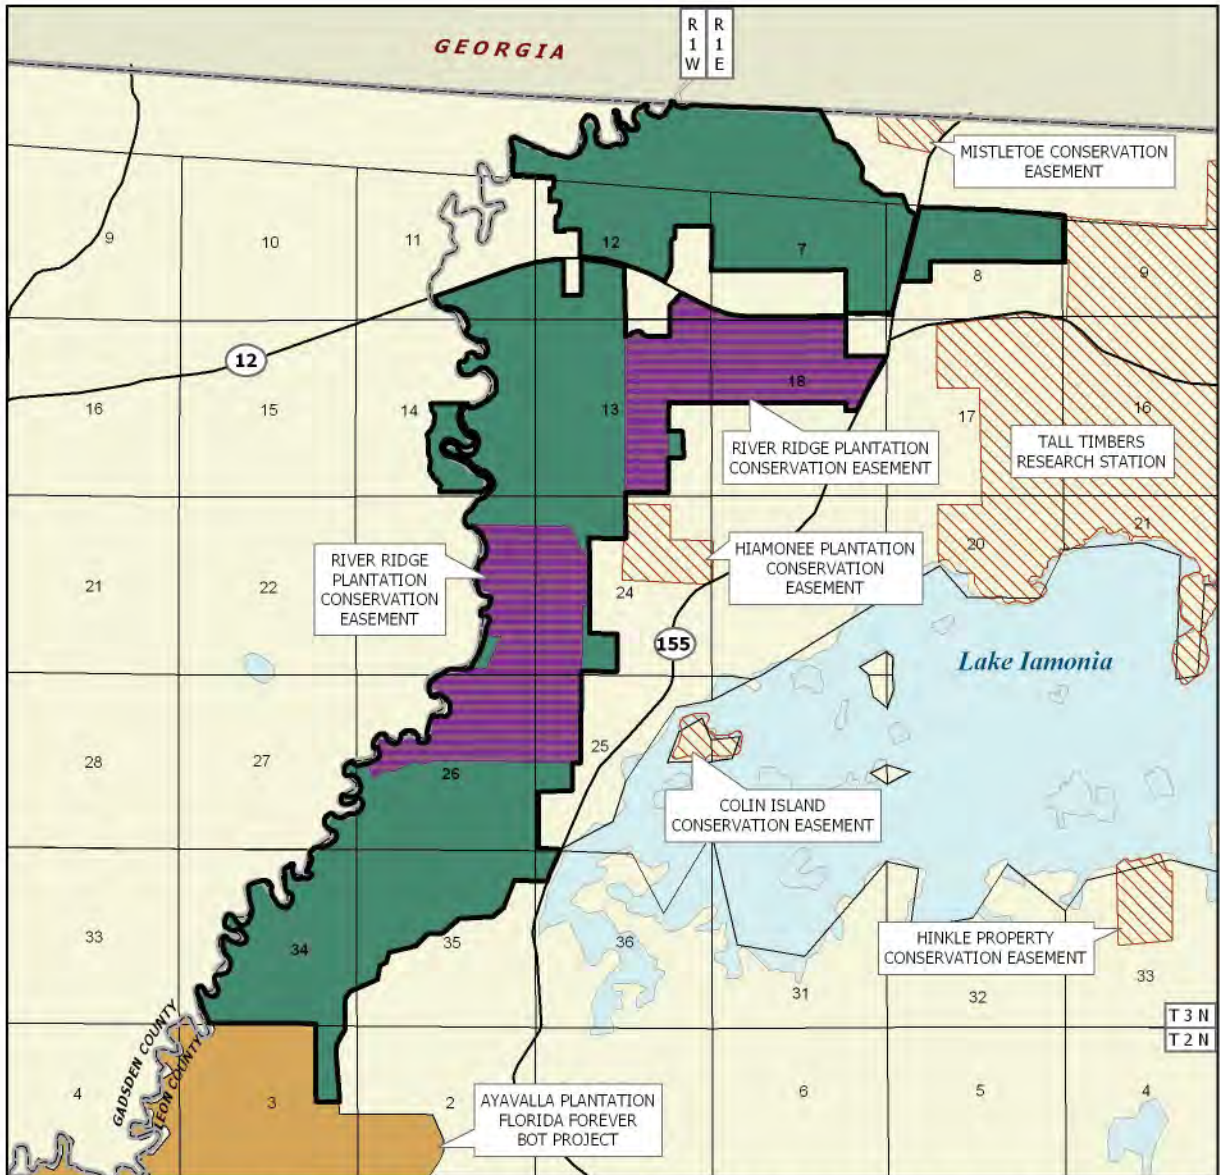 GEORGIA
R
1
W
R
1
E
MISTLETOE CONSERVATION
EASEMENT
9
10
11
12
7
8
9
12
16
15
14
13
18
17
16
RIVER RIDGE PLANTATION
CONSERVATION EASEMENT
TALL TIMBERS
RESEARCH STATION
RIVER RIDGE
PLANTATION
CONSERVATION
EASEMENT
HIAMONEE PLANTATION
CONSERVATION
EASEMENT
21
22
24
20
21
155
Lake Iamonia
28
27
26
25
COLIN ISLAND
CONSERVATION EASEMENT
33
34
35
36
HINKLE PROPERTY
CONSERVATION EASEMENT
31
32
33
T 3 N
T 2 N
GADSDEN COUNTY
LEON COUNTY
4
3
2
AYAVALLA PLANTATION
FLORIDA FOREVER
BOT PROJECT
6
5
4